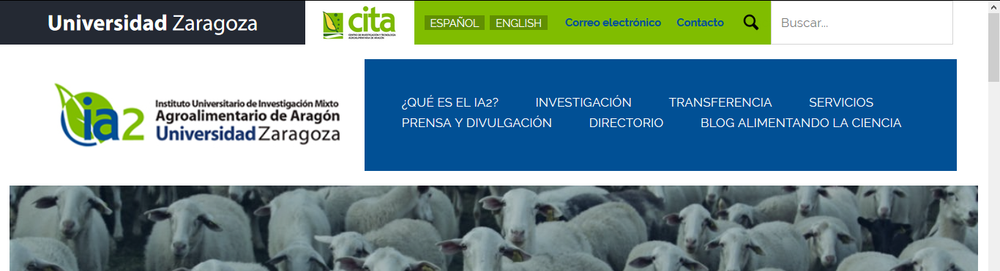 Universidad Zaragoza
cita
CENTRO DE INVESTIGACIÓN Y TECNOLOGÍA
AGROALIMENTARIA DE ARAGÓN
ESPAÑOL ENGLISH Correo electrónico Contacto Buscar...
ia2
Instituto Universitario de Investigación Mixto
Agroalimentario de Aragón
Universidad Zaragoza
¿QUÉ ES EL IA2? INVESTIGACIÓN TRANSFERENCIA SERVICIOS
PRENSA Y DIVULGACIÓN DIRECTORIO BLOG ALIMENTANDO LA CIENCIA